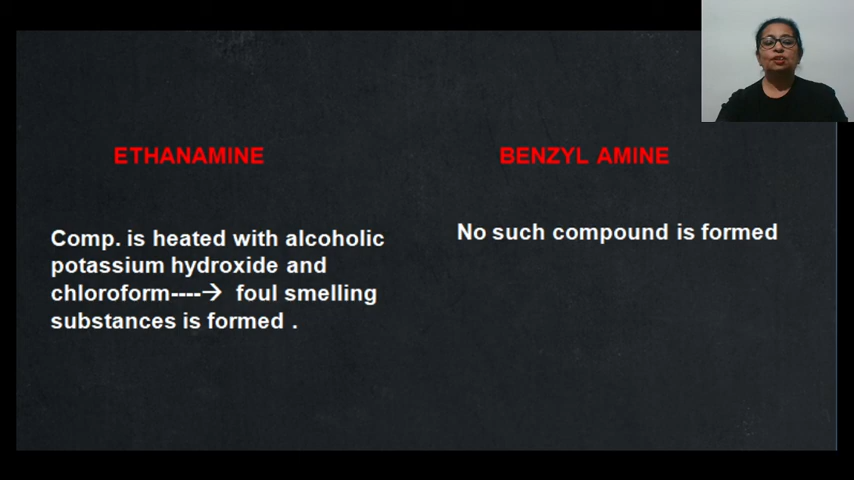 ETHANAMINE
BENZYL AMINE
Comp. is heated with alcoholic
potassium hydroxide and
chloroform----→ foul smelling
substances is formed .
No such compound is formed